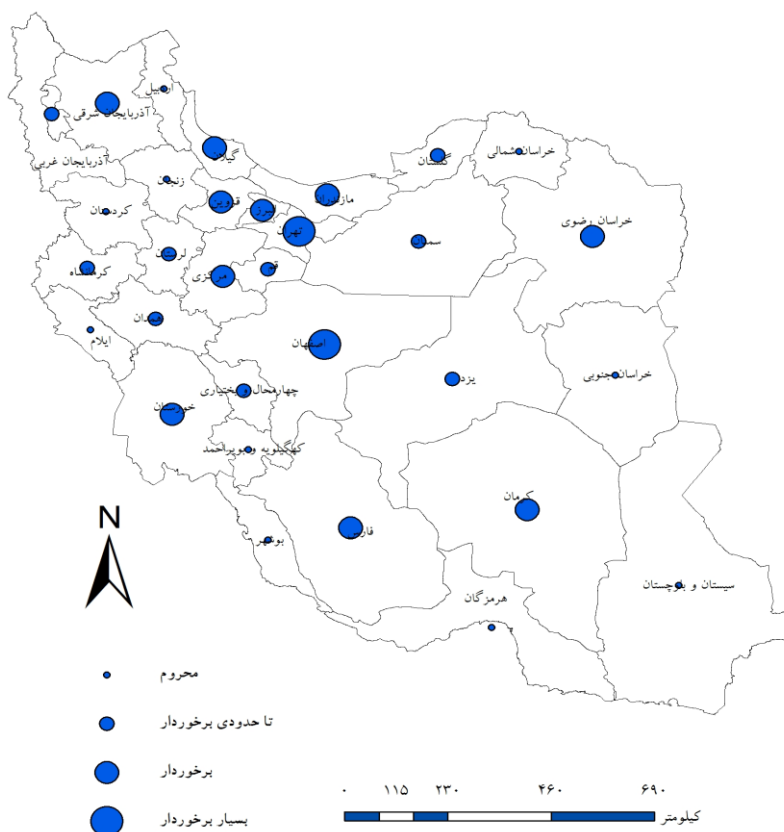 اردبیل
آذربایجان شرقی
گیلان
گلستان
خراسان شمالی
آذربایجان غربی
زنجان
مازندران
قزوین
البرز
کردستان
خراسان رضوی
تهران
سمنان
لرستان
کرمانشاه
مرکزی
قم
همدان
ایلام
اصفهان
یزد
خراسان جنوبی
چهارمحال و بختیاری
خوزستان
کهگیلویه و بویراحمد
کرمان
فارس
بوشهر
سیستان و بلوچستان
هرمزگان
N
محروم
تا حدودی برخوردار
برخوردار
بسیار برخوردار
۰ ۱۱۵ ۲۳۰ ۴۶۰ ۶۹۰
کیلومتر